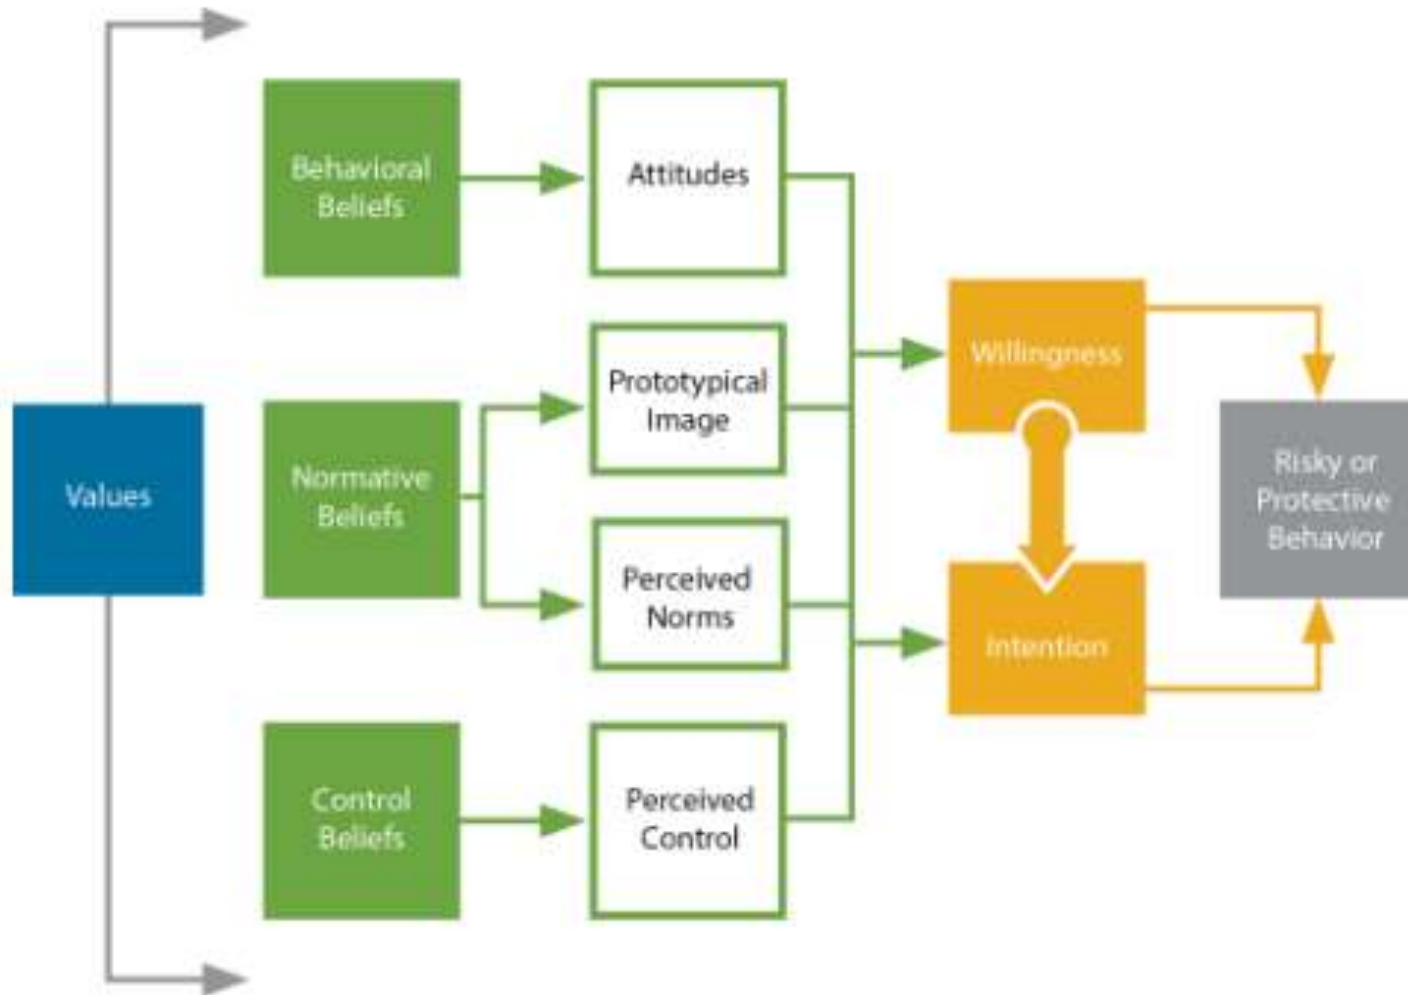 Behavioral
Beliefs
Attitudes
Prototypical
Image
Willingness
Values
Normative
Beliefs
Risky or
Protective
Behavior
Perceived
Norms
Intention
Control
Beliefs
Perceived
Control